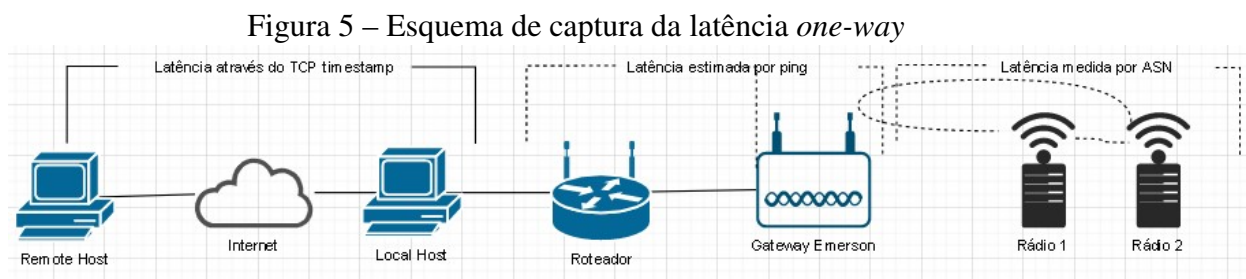 Figura 5 – Esquema de captura da latência one-way
Latência através do TCP timestamp
Latência estimada por ping
Latência medida por ASN
Remote Host
Internet
Local Host
Roteador
Gateway Emerson
Rádio 1
Rádio 2